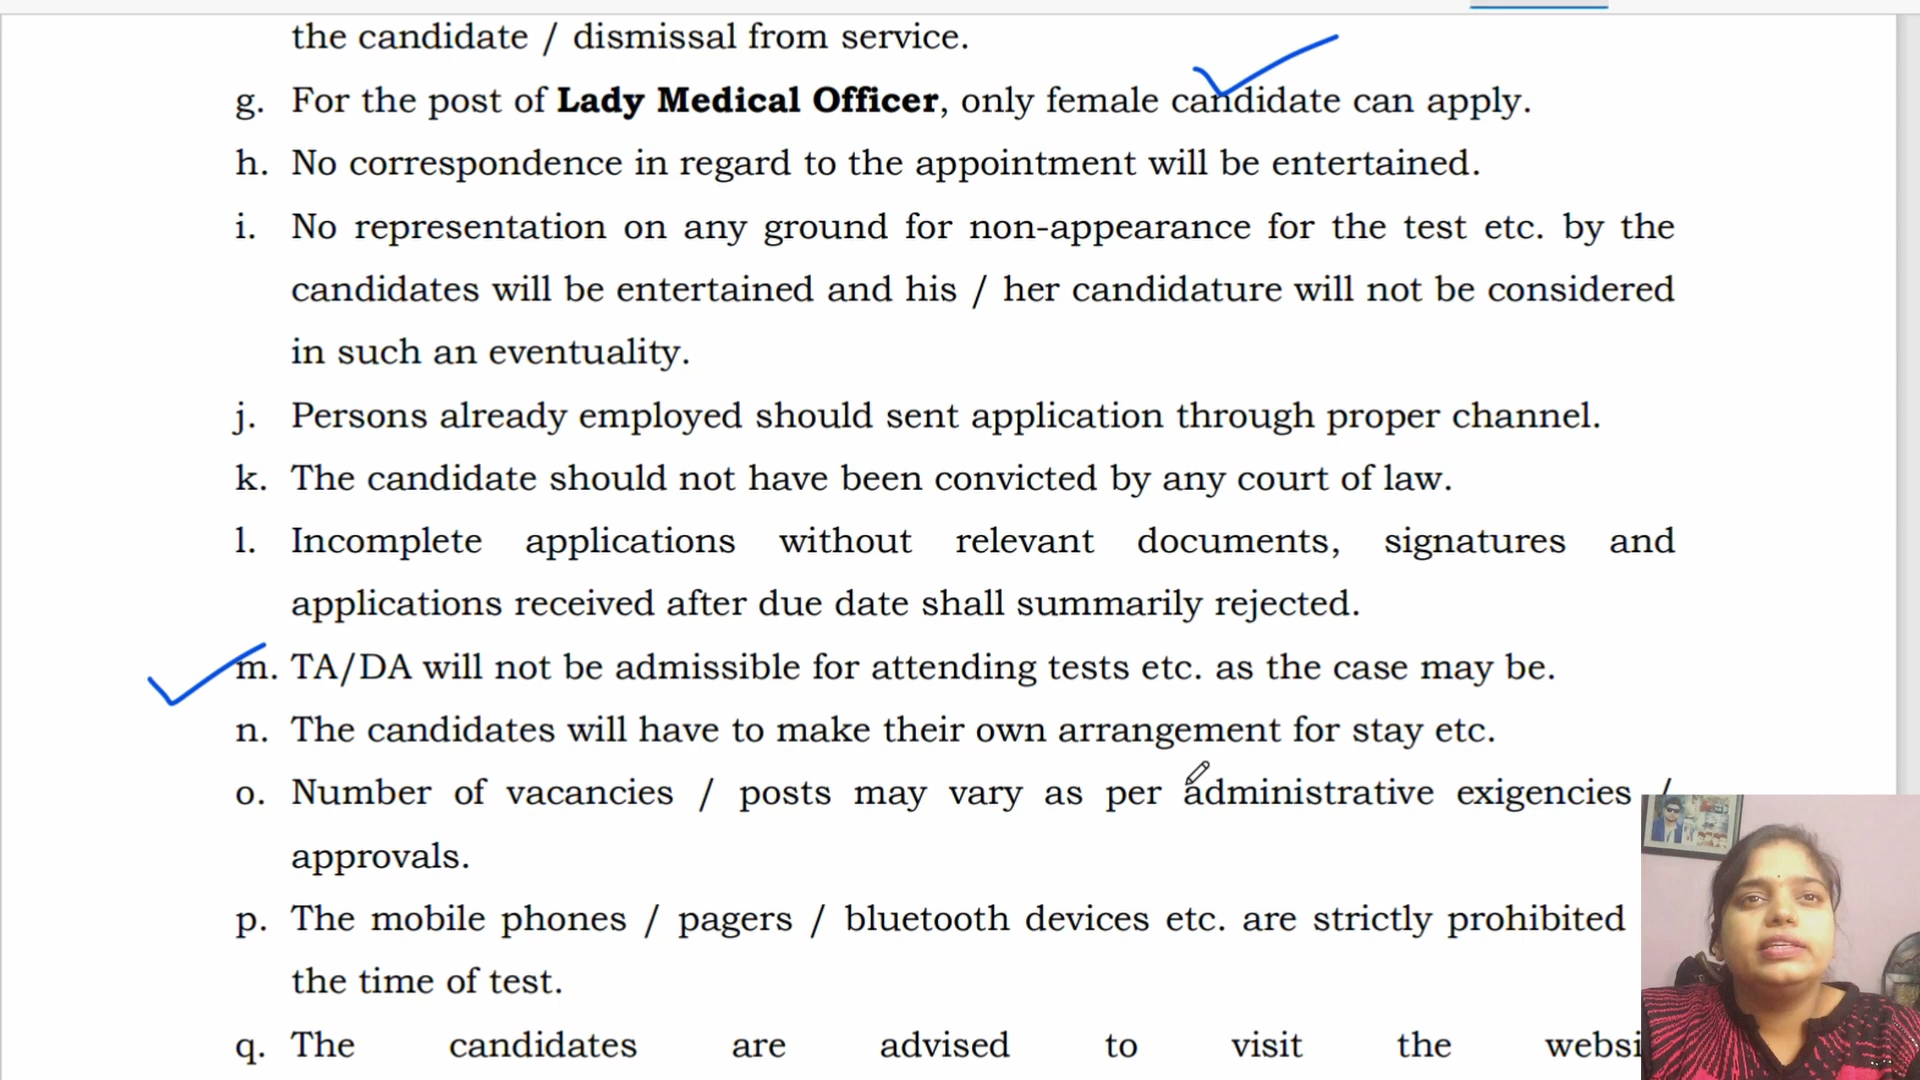 the candidate / dismissal from service.
g. For the post of Lady Medical Officer, only female candidate can apply.
h. No correspondence in regard to the appointment will be entertained.
i. No representation on any ground for non-appearance for the test etc. by the
candidates will be entertained and his / her candidature will not be considered
in such an eventuality.
j. Persons already employed should sent application through proper channel.
k. The candidate should not have been convicted by any court of law.
l. Incomplete applications without relevant documents, signatures and
applications received after due date shall summarily rejected.
m. TA/DA will not be admissible for attending tests etc. as the case may be.
n. The candidates will have to make their own arrangement for stay etc.
o. Number of vacancies / posts may vary as per administrative exigencies /
approvals.
p. The mobile phones / pagers / bluetooth devices etc. are strictly prohibited
the time of test.
q. The candidates are advised to visit the websi